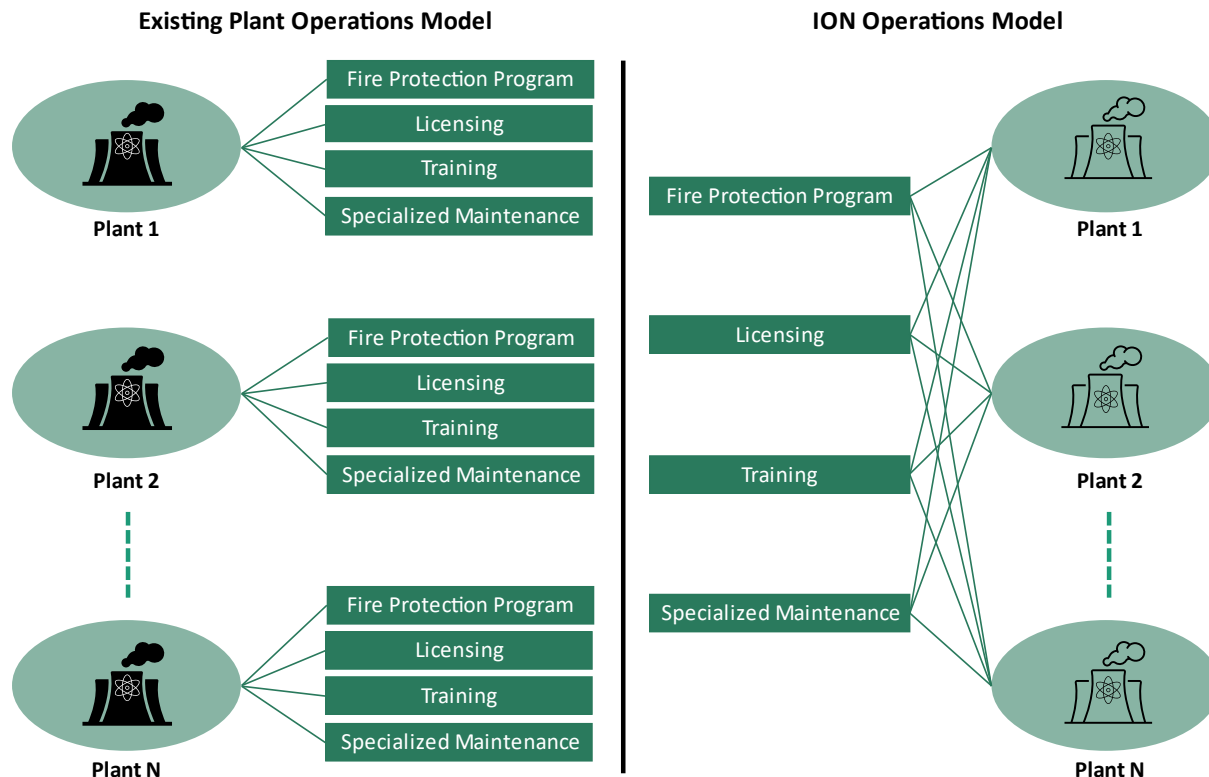 Existing Plant Operations Model
Fire Protection Program
Licensing
Training
Specialized Maintenance
Plant 1
Fire Protection Program
Licensing
Training
Specialized Maintenance
Plant 2
Fire Protection Program
Licensing
Training
Specialized Maintenance
Plant N
ION Operations Model
Fire Protection Program
Licensing
Training
Specialized Maintenance
Plant 1
Plant 2
Plant N